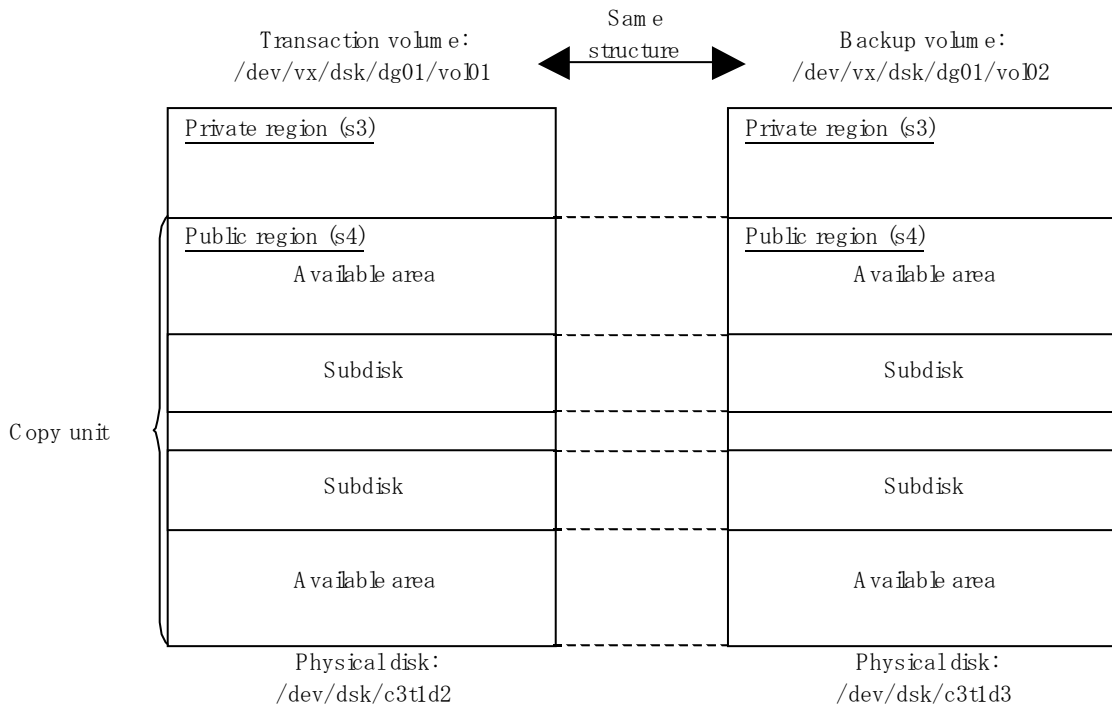 Same
structure
Transaction volume:
/dev/vx/dsk/dg01/vol01
Backup volume:
/dev/vx/dsk/dg01/vol02
Private region (s3)
Private region (s3)
Public region (s4)
Public region (s4)
Available area
Available area
Subdisk
Subdisk
Copy unit
Subdisk
Subdisk
Available area
Available area
Physical disk:
/dev/dsk/c3t1d2
Physical disk:
/dev/dsk/c3t1d3